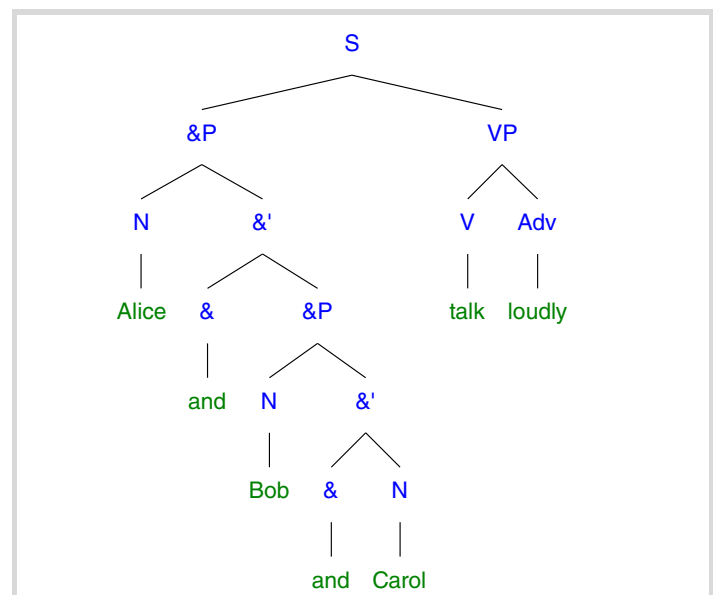 S
&P VP
N &' V Adv
Alice & &P talk loudly
and N &'
Bob & N
and Carol